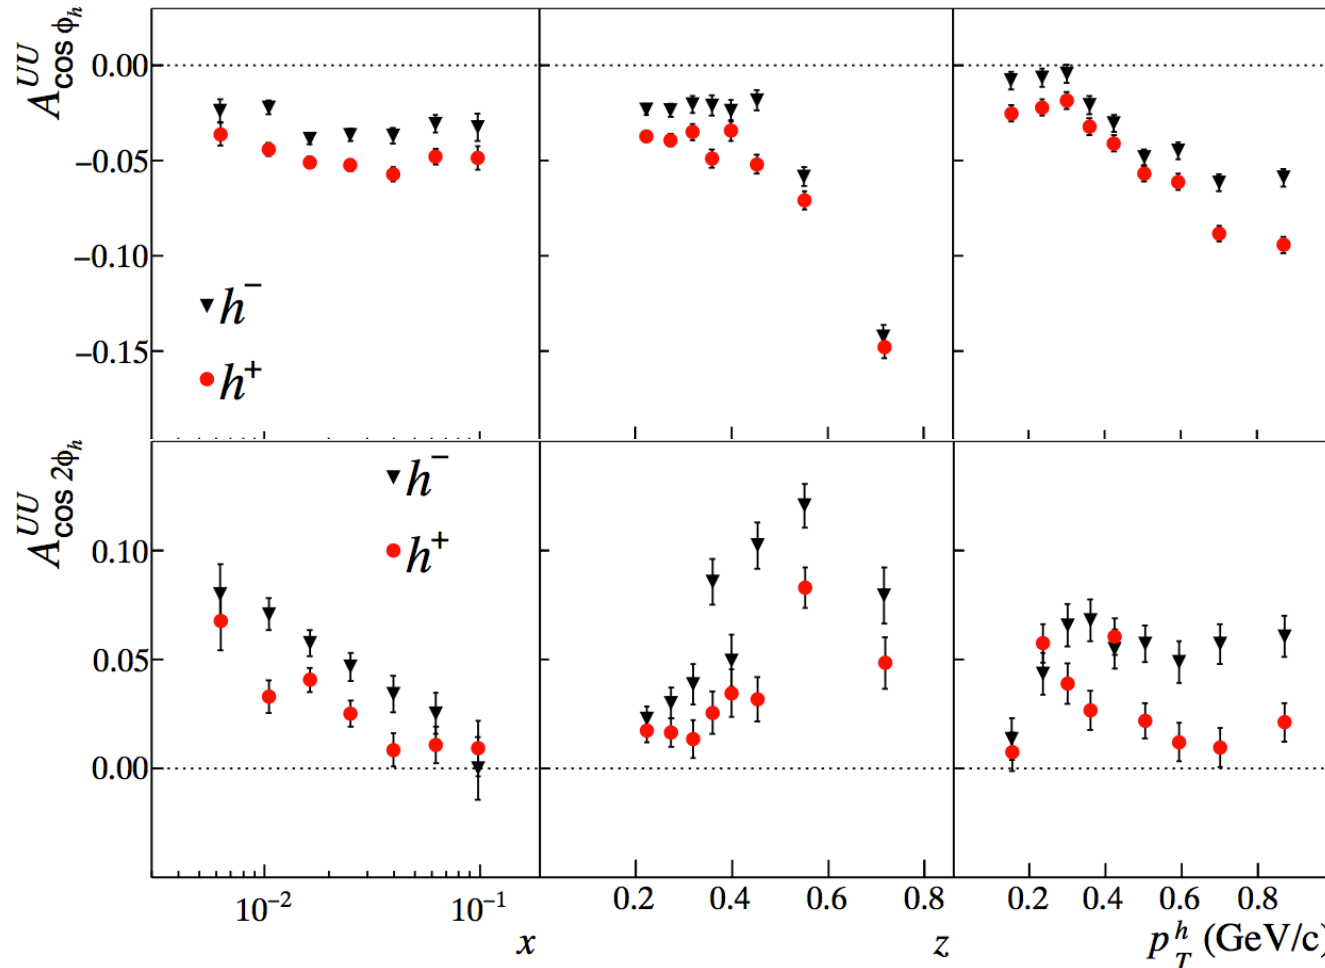 A^{UU}_{cos ϕ_h}
0.00
−0.05
−0.10
−0.15
h⁻
h⁺
A^{UU}_{cos 2ϕ_h}
h⁻
h⁺
0.10
0.05
0.00
10⁻² 10⁻¹ 0.2 0.4 0.6 0.8 0.2 0.4 0.6 0.8
x z p_T^h (GeV/c)